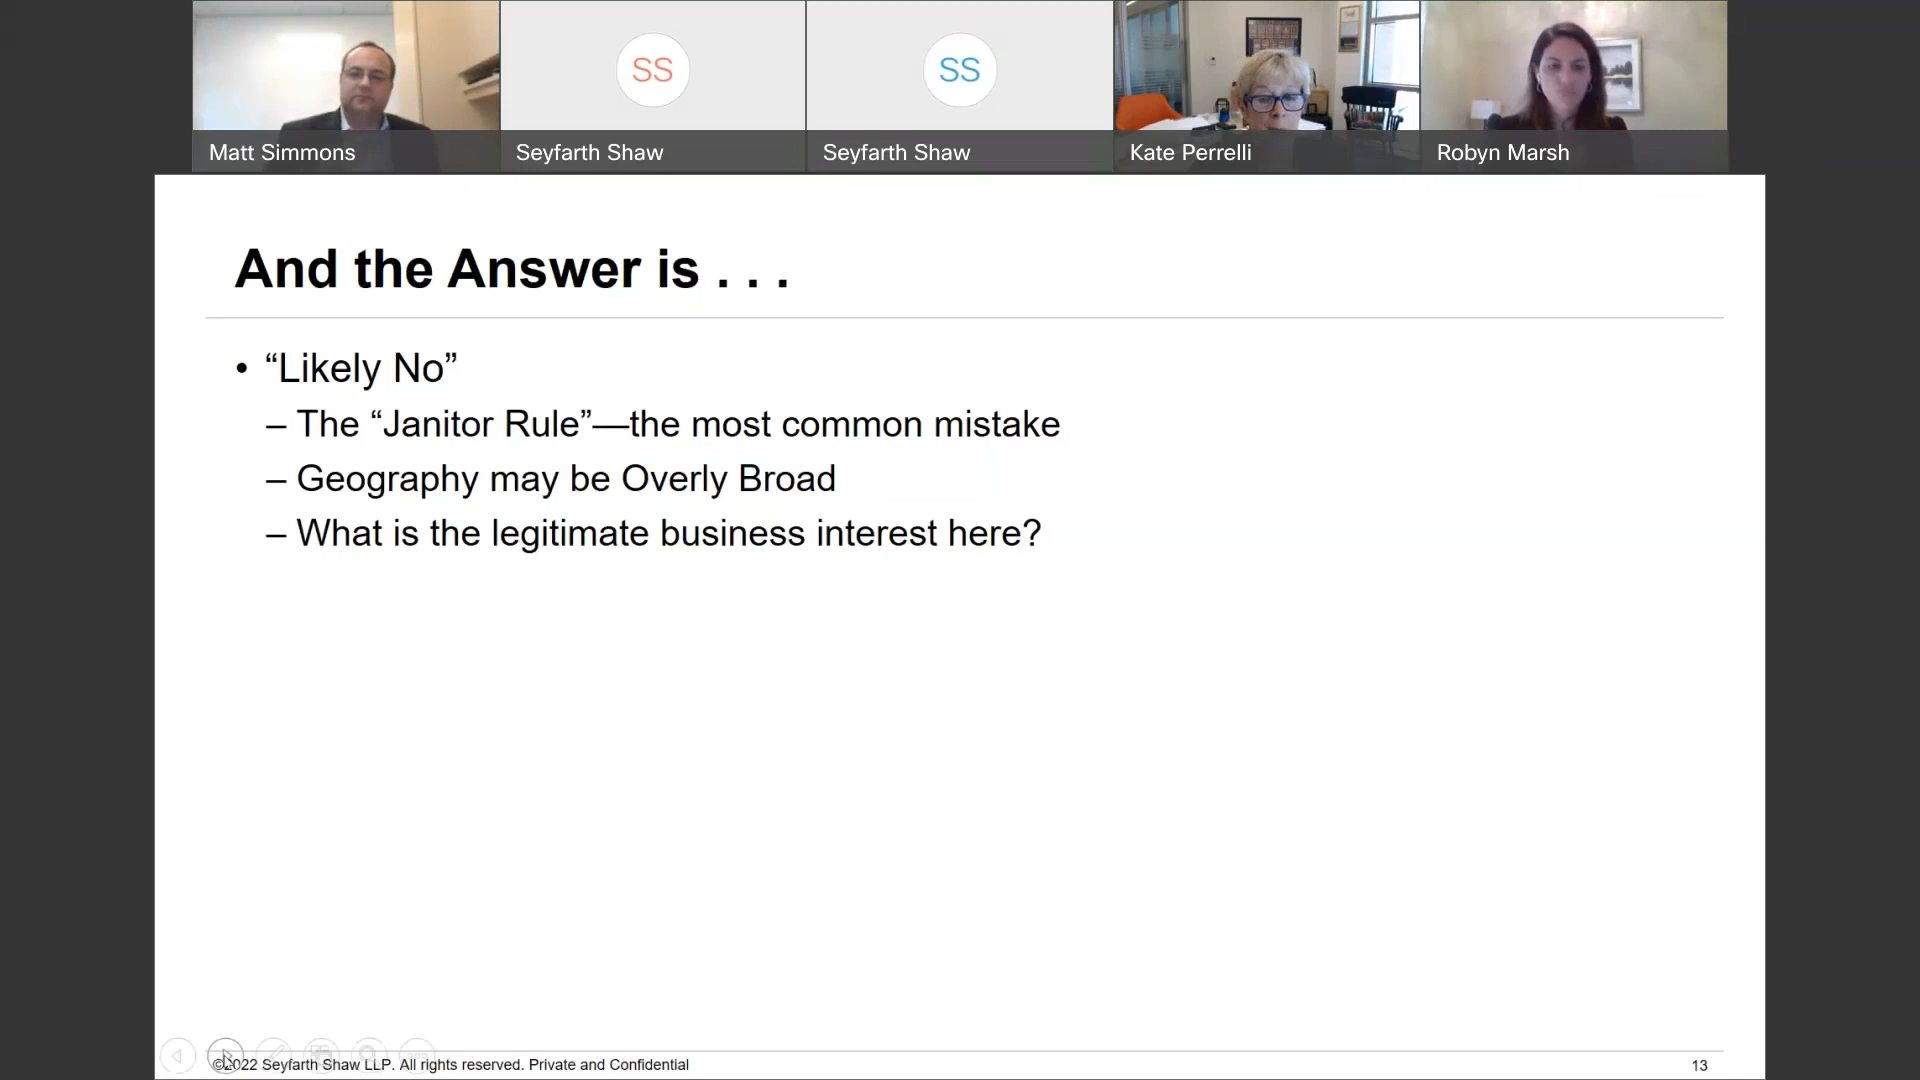 Matt Simmons
SS
Seyfarth Shaw
SS
Seyfarth Shaw
Kate Perrelli
Robyn Marsh
And the Answer is . . .
• “Likely No”
– The “Janitor Rule”—the most common mistake
– Geography may be Overly Broad
– What is the legitimate business interest here?
©2022 Seyfarth Shaw LLP. All rights reserved. Private and Confidential
13